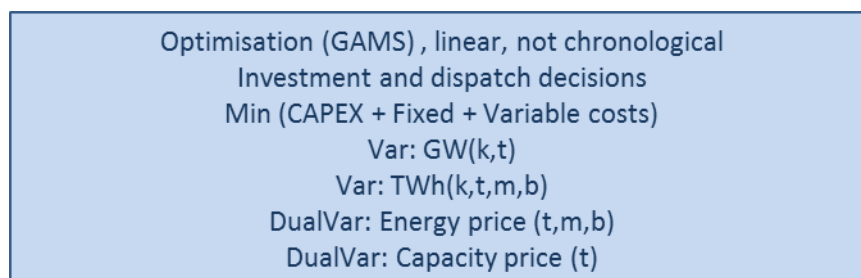 Optimisation (GAMS) , linear, not chronological
Investment and dispatch decisions
Min (CAPEX + Fixed + Variable costs)
Var: GW(k,t)
Var: TWh(k,t,m,b)
DualVar: Energy price (t,m,b)
DualVar: Capacity price (t)